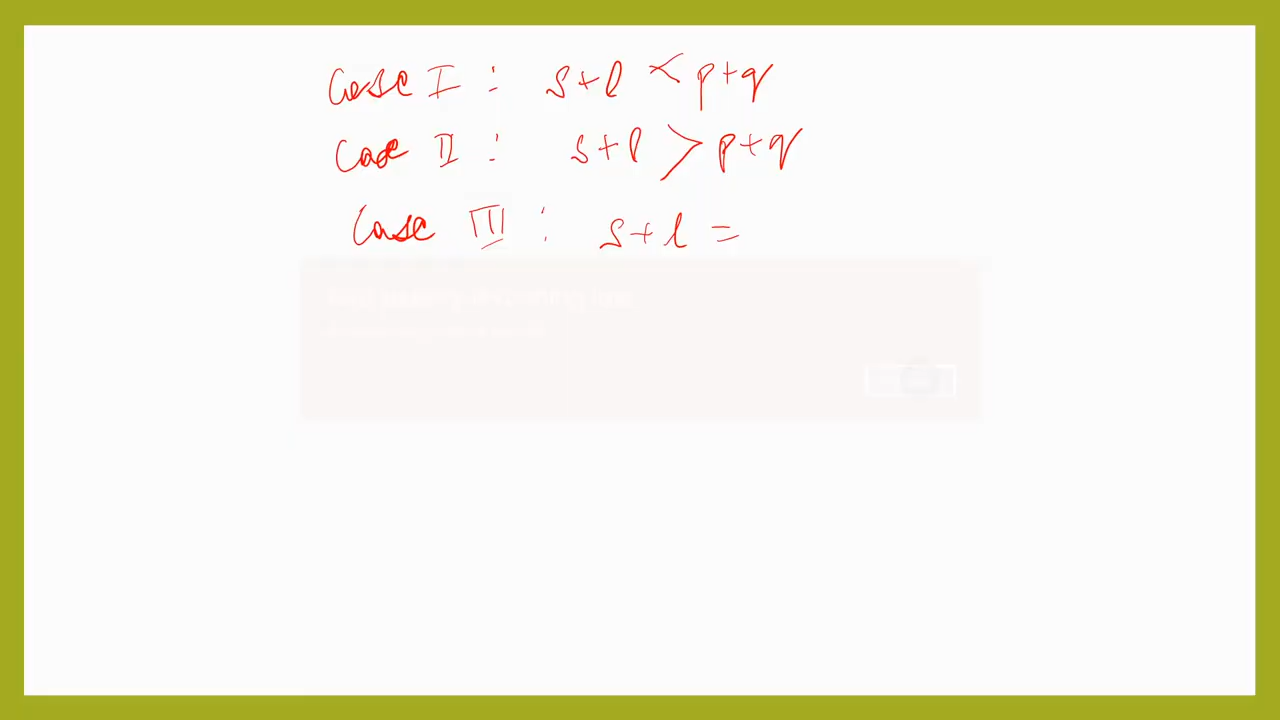 Case I : s+l < p+q
Case II : s+l > p+q
Case III : s+l =